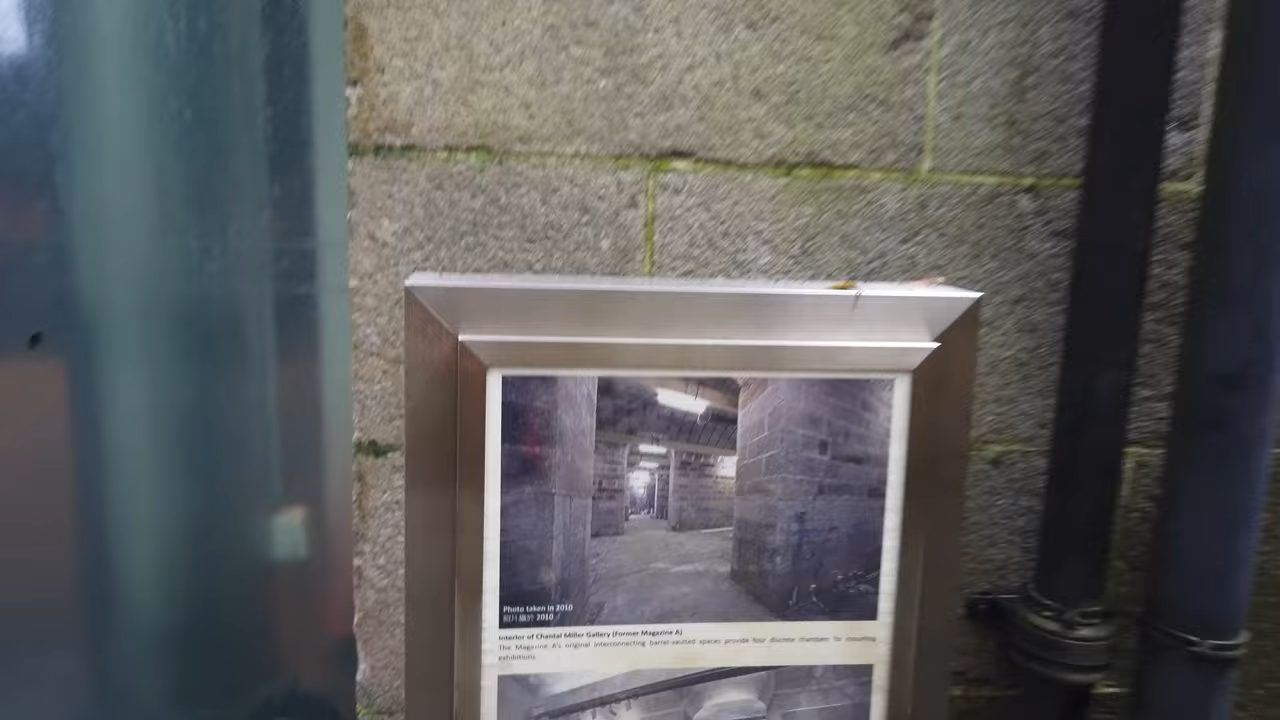 Photo taken in 2010
照片攝於 2010
Interior of Chantal Miller Gallery (Former Magazine A)
The Magazine A's original interconnecting barrel-vaulted spaces provide four discrete chambers for mounting
exhibitions